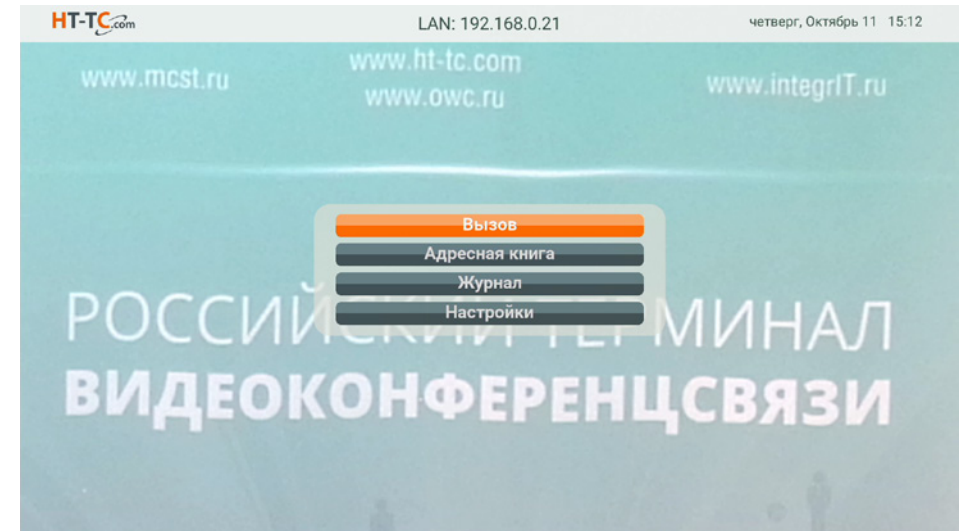 HT-TC.com LAN: 192.168.0.21 четверг, Октябрь 11 15:12
www.mcst.ru www.ht-tc.com www.integrIT.ru
www.owc.ru
Вызов
Адресная книга
Журнал
Настройки
РОССИЙСКИЙ ТЕРМИНАЛ
ВИДЕОКОНФЕРЕНЦСВЯЗИ